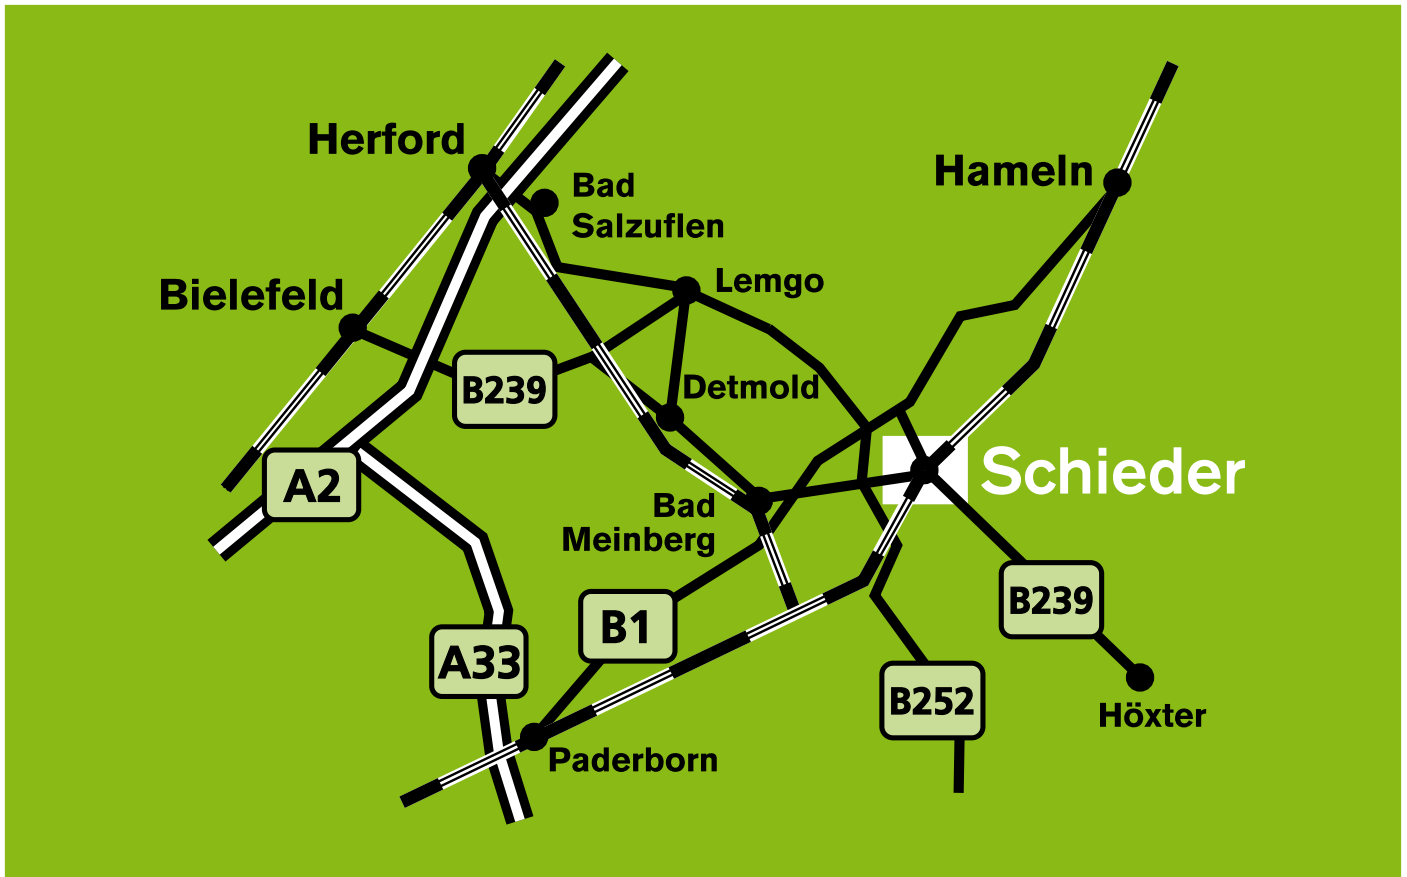 Herford
Hameln
Bad
Salzuflen
Lemgo
Bielefeld
B239
Detmold
Schieder
A2
Bad
Meinberg
B239
B1
A33
B252
Höxter
Paderborn